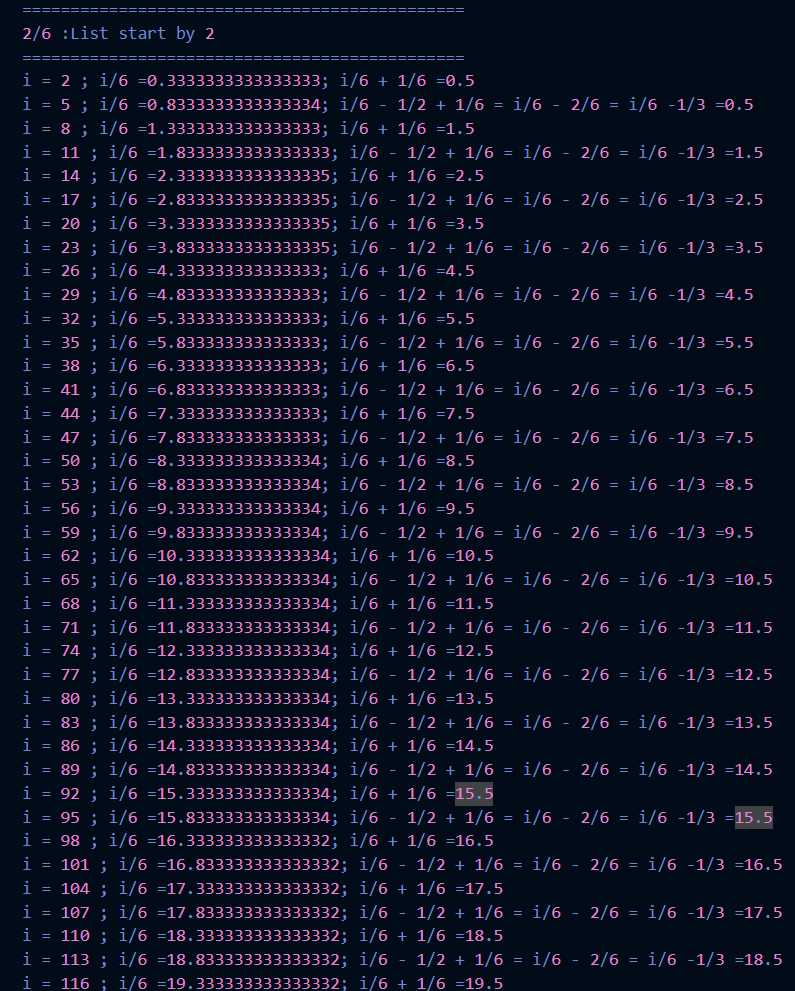 ==============================================
2/6 :List start by 2
==============================================
i = 2 ; i/6 =0.3333333333333333; i/6 + 1/6 =0.5
i = 5 ; i/6 =0.8333333333333334; i/6 - 1/2 + 1/6 = i/6 - 2/6 = i/6 -1/3 =0.5
i = 8 ; i/6 =1.3333333333333333; i/6 + 1/6 =1.5
i = 11 ; i/6 =1.8333333333333333; i/6 - 1/2 + 1/6 = i/6 - 2/6 = i/6 -1/3 =1.5
i = 14 ; i/6 =2.3333333333333335; i/6 + 1/6 =2.5
i = 17 ; i/6 =2.8333333333333335; i/6 - 1/2 + 1/6 = i/6 - 2/6 = i/6 -1/3 =2.5
i = 20 ; i/6 =3.3333333333333335; i/6 + 1/6 =3.5
i = 23 ; i/6 =3.8333333333333335; i/6 - 1/2 + 1/6 = i/6 - 2/6 = i/6 -1/3 =3.5
i = 26 ; i/6 =4.333333333333333; i/6 + 1/6 =4.5
i = 29 ; i/6 =4.833333333333333; i/6 - 1/2 + 1/6 = i/6 - 2/6 = i/6 -1/3 =4.5
i = 32 ; i/6 =5.333333333333333; i/6 + 1/6 =5.5
i = 35 ; i/6 =5.833333333333333; i/6 - 1/2 + 1/6 = i/6 - 2/6 = i/6 -1/3 =5.5
i = 38 ; i/6 =6.333333333333333; i/6 + 1/6 =6.5
i = 41 ; i/6 =6.833333333333333; i/6 - 1/2 + 1/6 = i/6 - 2/6 = i/6 -1/3 =6.5
i = 44 ; i/6 =7.333333333333333; i/6 + 1/6 =7.5
i = 47 ; i/6 =7.833333333333333; i/6 - 1/2 + 1/6 = i/6 - 2/6 = i/6 -1/3 =7.5
i = 50 ; i/6 =8.333333333333334; i/6 + 1/6 =8.5
i = 53 ; i/6 =8.833333333333334; i/6 - 1/2 + 1/6 = i/6 - 2/6 = i/6 -1/3 =8.5
i = 56 ; i/6 =9.333333333333334; i/6 + 1/6 =9.5
i = 59 ; i/6 =9.833333333333334; i/6 - 1/2 + 1/6 = i/6 - 2/6 = i/6 -1/3 =9.5
i = 62 ; i/6 =10.333333333333334; i/6 + 1/6 =10.5
i = 65 ; i/6 =10.833333333333334; i/6 - 1/2 + 1/6 = i/6 - 2/6 = i/6 -1/3 =10.5
i = 68 ; i/6 =11.333333333333334; i/6 + 1/6 =11.5
i = 71 ; i/6 =11.833333333333334; i/6 - 1/2 + 1/6 = i/6 - 2/6 = i/6 -1/3 =11.5
i = 74 ; i/6 =12.333333333333334; i/6 + 1/6 =12.5
i = 77 ; i/6 =12.833333333333334; i/6 - 1/2 + 1/6 = i/6 - 2/6 = i/6 -1/3 =12.5
i = 80 ; i/6 =13.333333333333334; i/6 + 1/6 =13.5
i = 83 ; i/6 =13.833333333333334; i/6 - 1/2 + 1/6 = i/6 - 2/6 = i/6 -1/3 =13.5
i = 86 ; i/6 =14.333333333333334; i/6 + 1/6 =14.5
i = 89 ; i/6 =14.833333333333334; i/6 - 1/2 + 1/6 = i/6 - 2/6 = i/6 -1/3 =14.5
i = 92 ; i/6 =15.333333333333334; i/6 + 1/6 =15.5
i = 95 ; i/6 =15.833333333333334; i/6 - 1/2 + 1/6 = i/6 - 2/6 = i/6 -1/3 =15.5
i = 98 ; i/6 =16.333333333333332; i/6 + 1/6 =16.5
i = 101 ; i/6 =16.833333333333332; i/6 - 1/2 + 1/6 = i/6 - 2/6 = i/6 -1/3 =16.5
i = 104 ; i/6 =17.333333333333332; i/6 + 1/6 =17.5
i = 107 ; i/6 =17.833333333333332; i/6 - 1/2 + 1/6 = i/6 - 2/6 = i/6 -1/3 =17.5
i = 110 ; i/6 =18.333333333333332; i/6 + 1/6 =18.5
i = 113 ; i/6 =18.833333333333332; i/6 - 1/2 + 1/6 = i/6 - 2/6 = i/6 -1/3 =18.5
i = 116 ; i/6 =19.333333333333332; i/6 + 1/6 =19.5